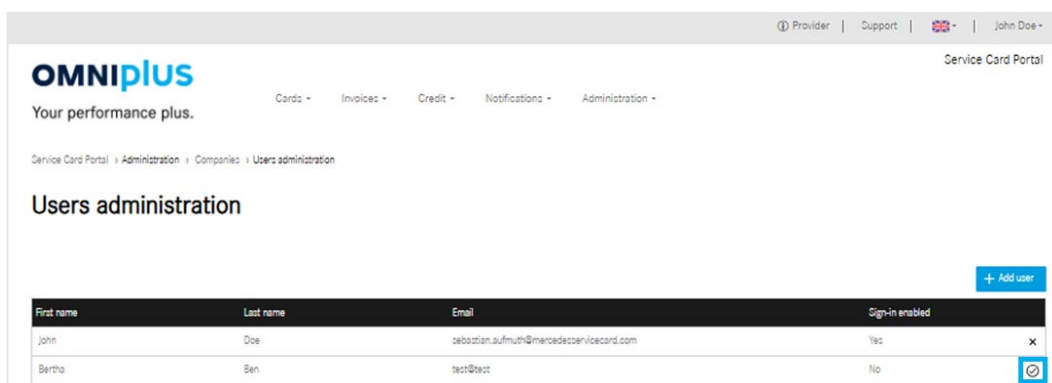 Provider | Support | John Doe
Service Card Portal
OMNIplus
Your performance plus.
Cards Invoices Credit Notifications Administration
Service Card Portal › Administration › Companies › Users administration
Users administration
+ Add user
First name Last name Email Sign-in enabled
John Doe sebastian.aufmuth@mercedesservicecard.com Yes ×
Bertha Ben test@test No